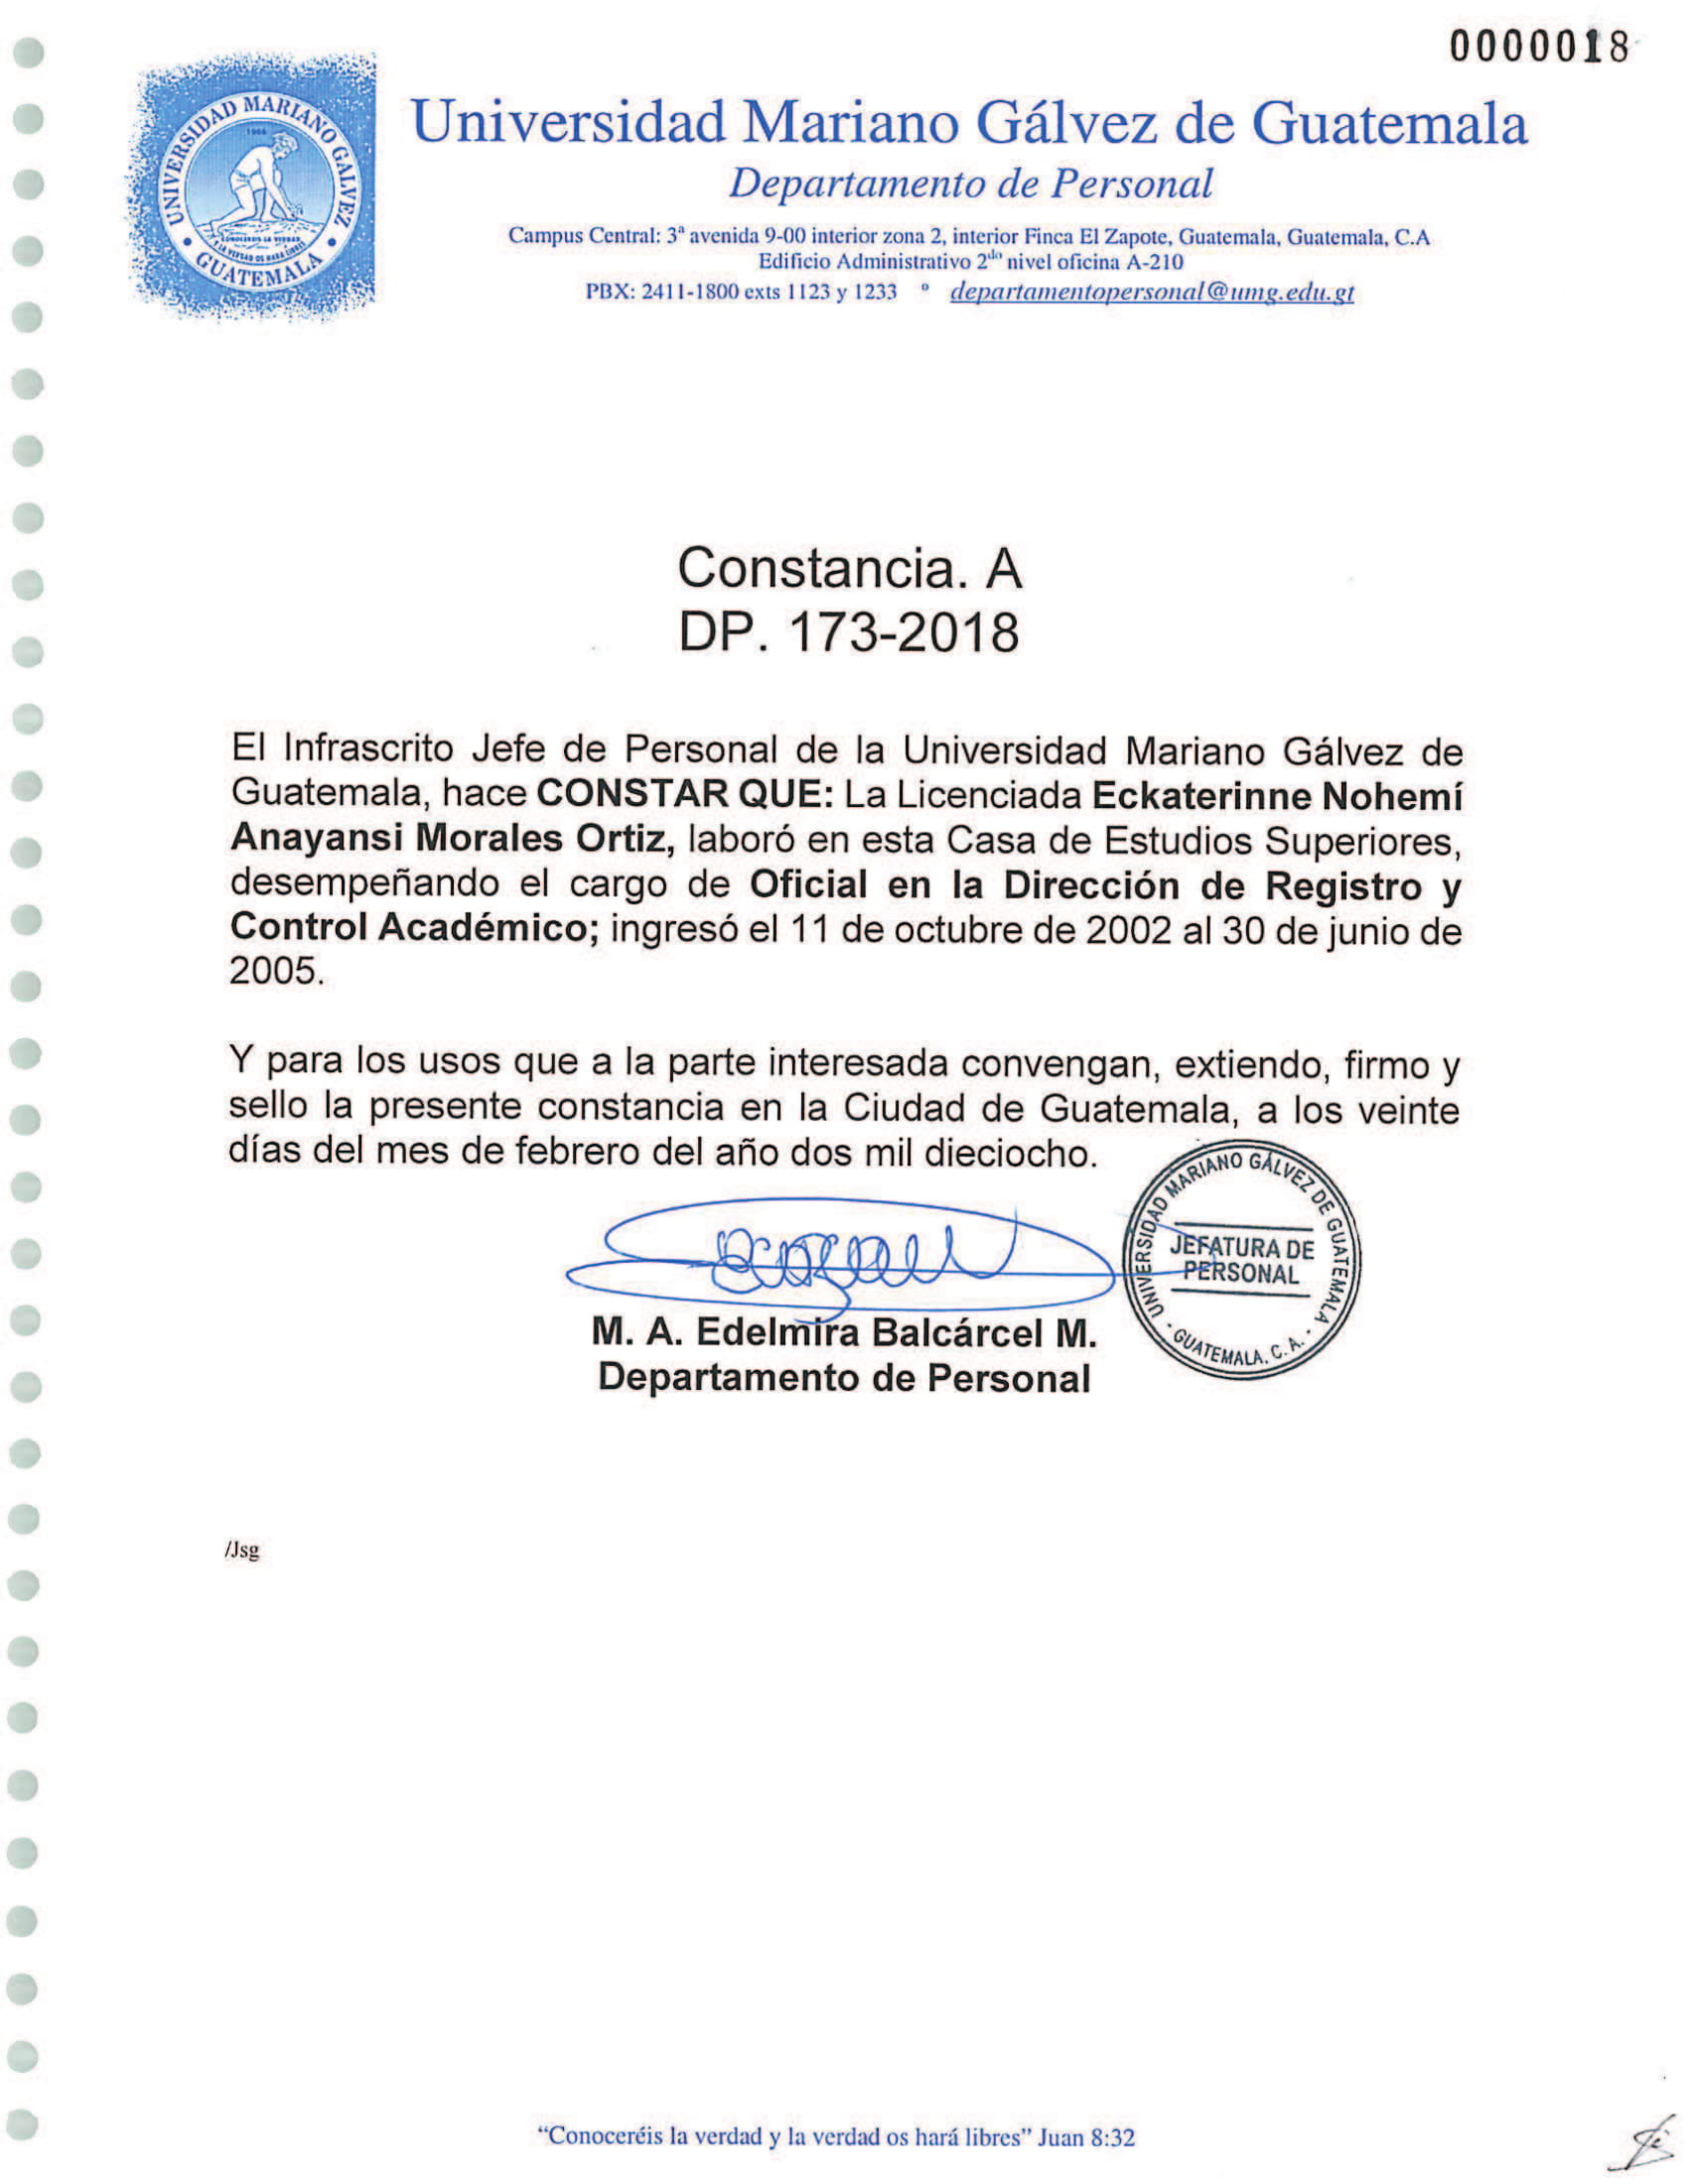 0000018
UNIVERSIDAD MARIANO GALVEZ
1966
CONOCEREIS LA VERDAD
Y LA VERDAD OS HARA LIBRES
GUATEMALA
Universidad Mariano Gálvez de Guatemala
Departamento de Personal
Campus Central: 3ª avenida 9-00 interior zona 2, interior Finca El Zapote, Guatemala, Guatemala, C.A
Edificio Administrativo 2do nivel oficina A-210
PBX: 2411-1800 exts 1123 y 1233 º departamentopersonal@umg.edu.gt
Constancia. A
DP. 173-2018
El Infrascrito Jefe de Personal de la Universidad Mariano Gálvez de
Guatemala, hace CONSTAR QUE: La Licenciada Eckaterinne Nohemí
Anayansi Morales Ortiz, laboró en esta Casa de Estudios Superiores,
desempeñando el cargo de Oficial en la Dirección de Registro y
Control Académico; ingresó el 11 de octubre de 2002 al 30 de junio de
2005.
Y para los usos que a la parte interesada convengan, extiendo, firmo y
sello la presente constancia en la Ciudad de Guatemala, a los veinte
días del mes de febrero del año dos mil dieciocho.
UNIVERSIDAD MARIANO GÁLVEZ DE GUATEMALA
JEFATURA DE
PERSONAL
- GUATEMALA, C. A. -
M. A. Edelmira Balcárcel M.
Departamento de Personal
/Jsg
“Conoceréis la verdad y la verdad os hará libres” Juan 8:32